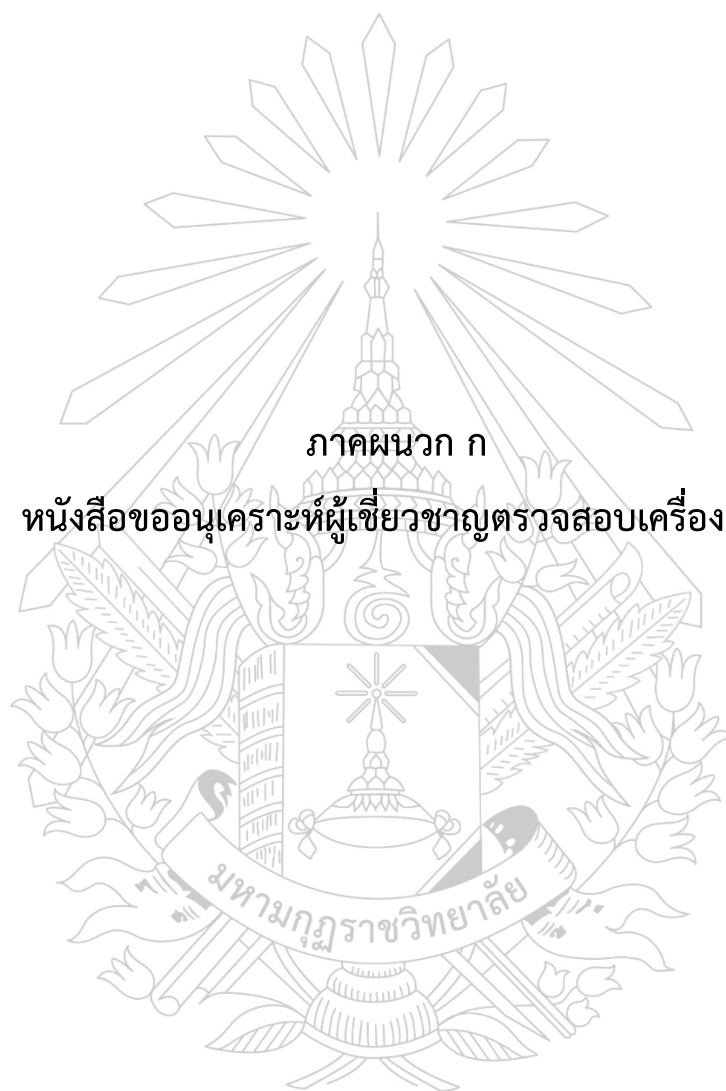 ภาคผนวก ก
หนังสือขออนุเคราะห์ผู้เชี่ยวชาญตรวจสอบเครื่อง
มหามกุฏราชวิทยาลัย